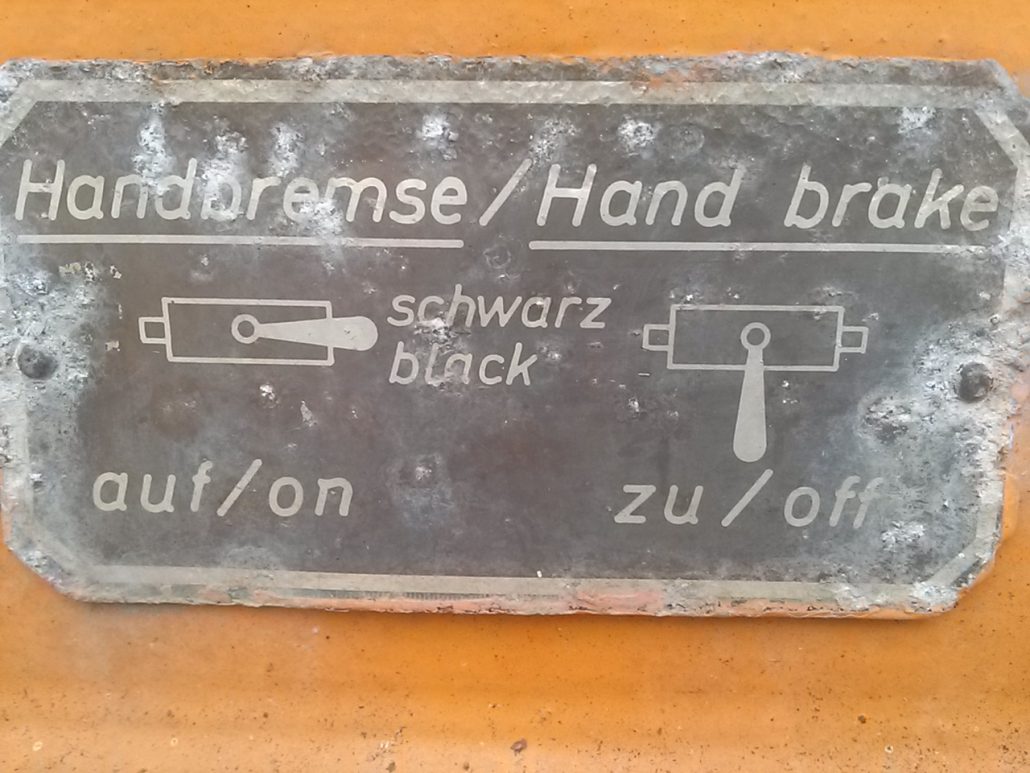 Handbremse/Hand brake
schwarz
black
auf/on
zu/off